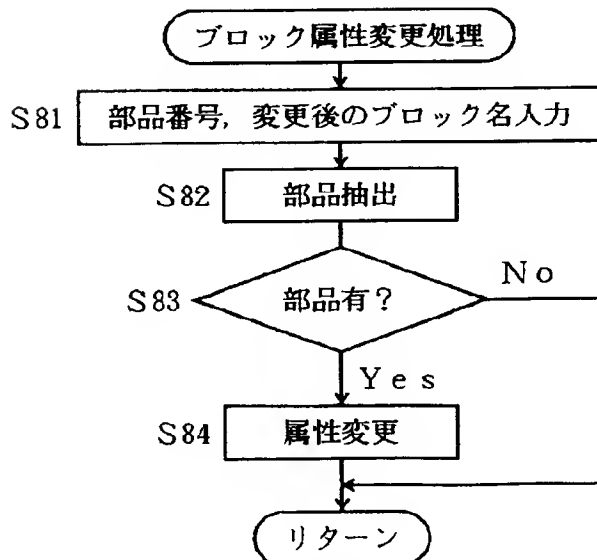 ブロック属性変更処理
S81 部品番号, 変更後のブロック名入力
S82 部品抽出
S83 部品有？ No
Yes
S84 属性変更
リターン